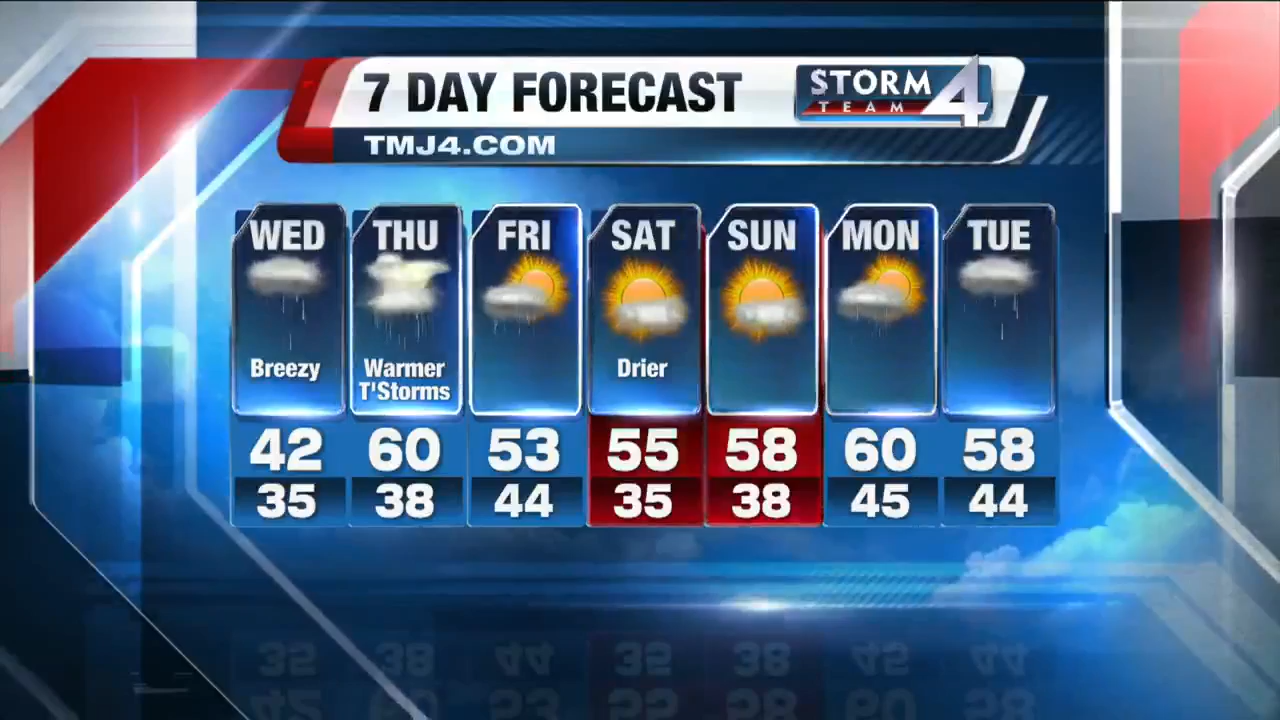 7 DAY FORECAST
STORM 4
TEAM
TMJ4.COM
WED THU FRI SAT SUN MON TUE
Breezy Warmer Drier
T'Storms
42 60 53 55 58 60 58
35 38 44 35 38 45 44